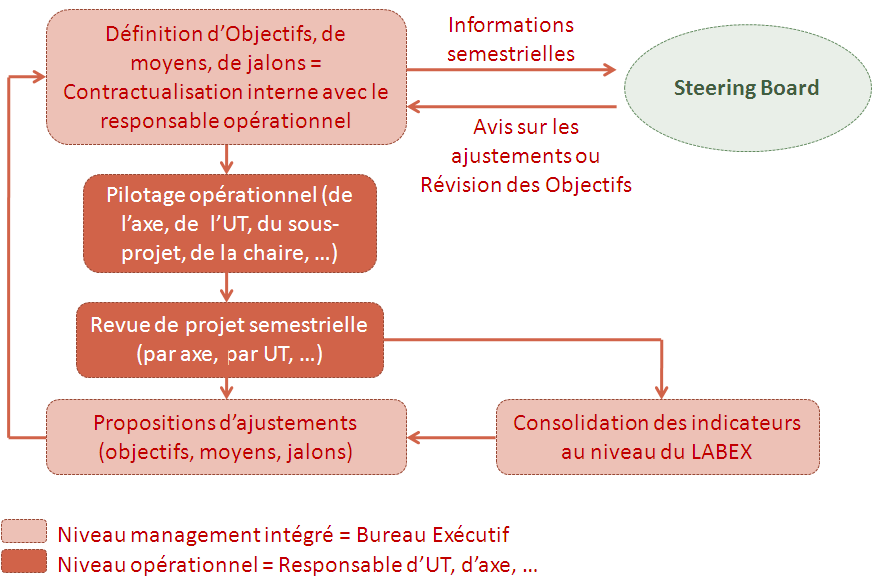 Définition d'Objectifs, de
moyens, de jalons =
Contractualisation interne avec le
responsable opérationnel
Informations
semestrielles
Steering Board
Avis sur les
ajustements ou
Révision des Objectifs
Pilotage opérationnel (de
l'axe, de l'UT, du sous-
projet, de la chaire, ...)
Revue de projet semestrielle
(par axe, par UT, ...)
Propositions d'ajustements
(objectifs, moyens, jalons)
Consolidation des indicateurs
au niveau du LABEX
Niveau management intégré = Bureau Exécutif
Niveau opérationnel = Responsable d'UT, d'axe, ...